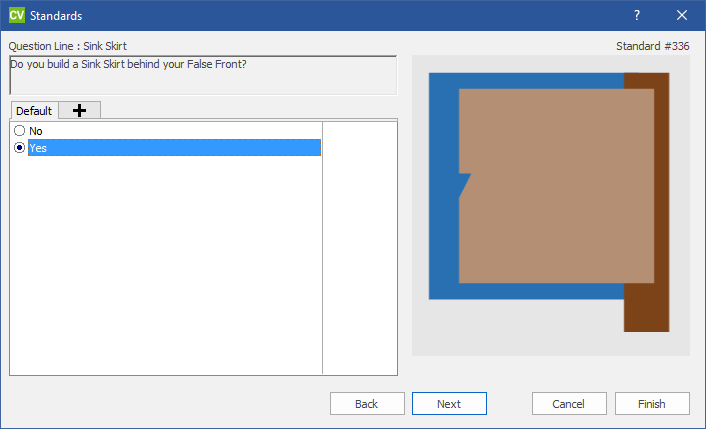 CV Standards ?
Question Line : Sink Skirt Standard #336
Do you build a Sink Skirt behind your False Front?
Default
No
Yes
Back Next Cancel Finish